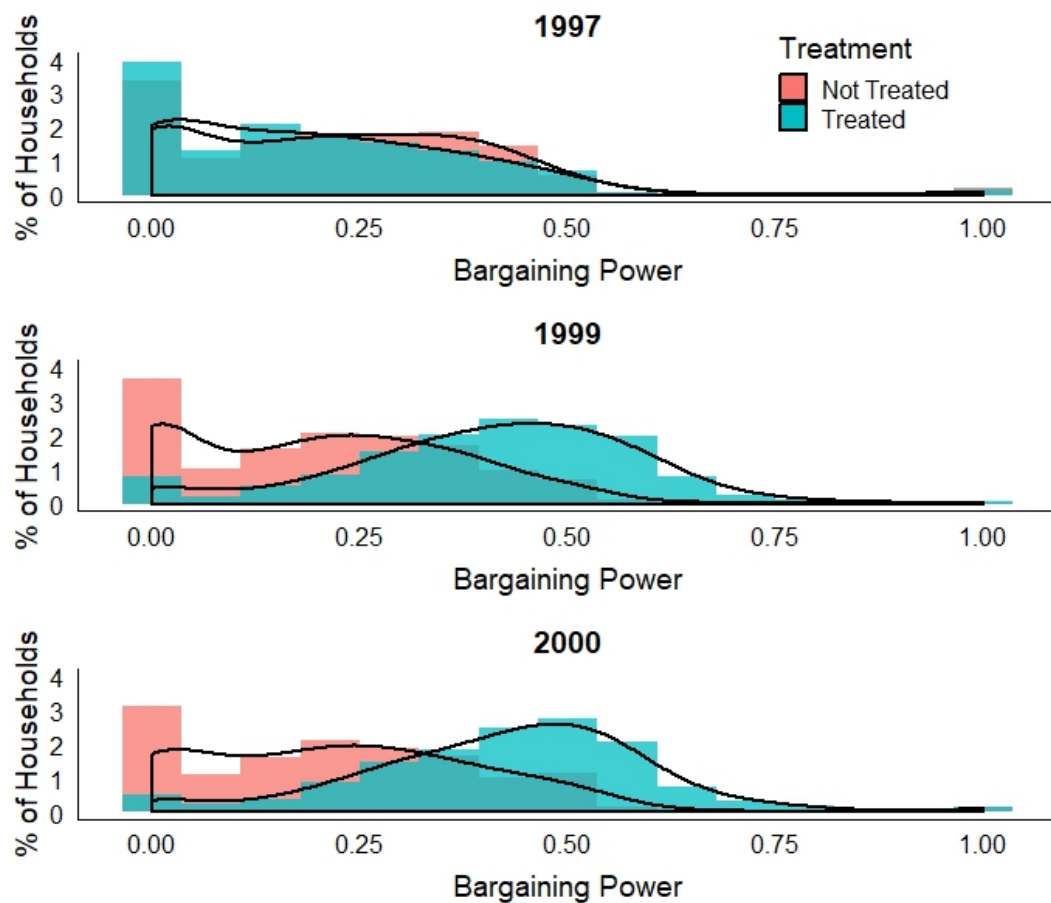 1997
Treatment
Not Treated
Treated
% of Households
4
3
2
1
0
0.00 0.25 0.50 0.75 1.00
Bargaining Power
1999
% of Households
4
3
2
1
0
0.00 0.25 0.50 0.75 1.00
Bargaining Power
2000
% of Households
4
3
2
1
0
0.00 0.25 0.50 0.75 1.00
Bargaining Power